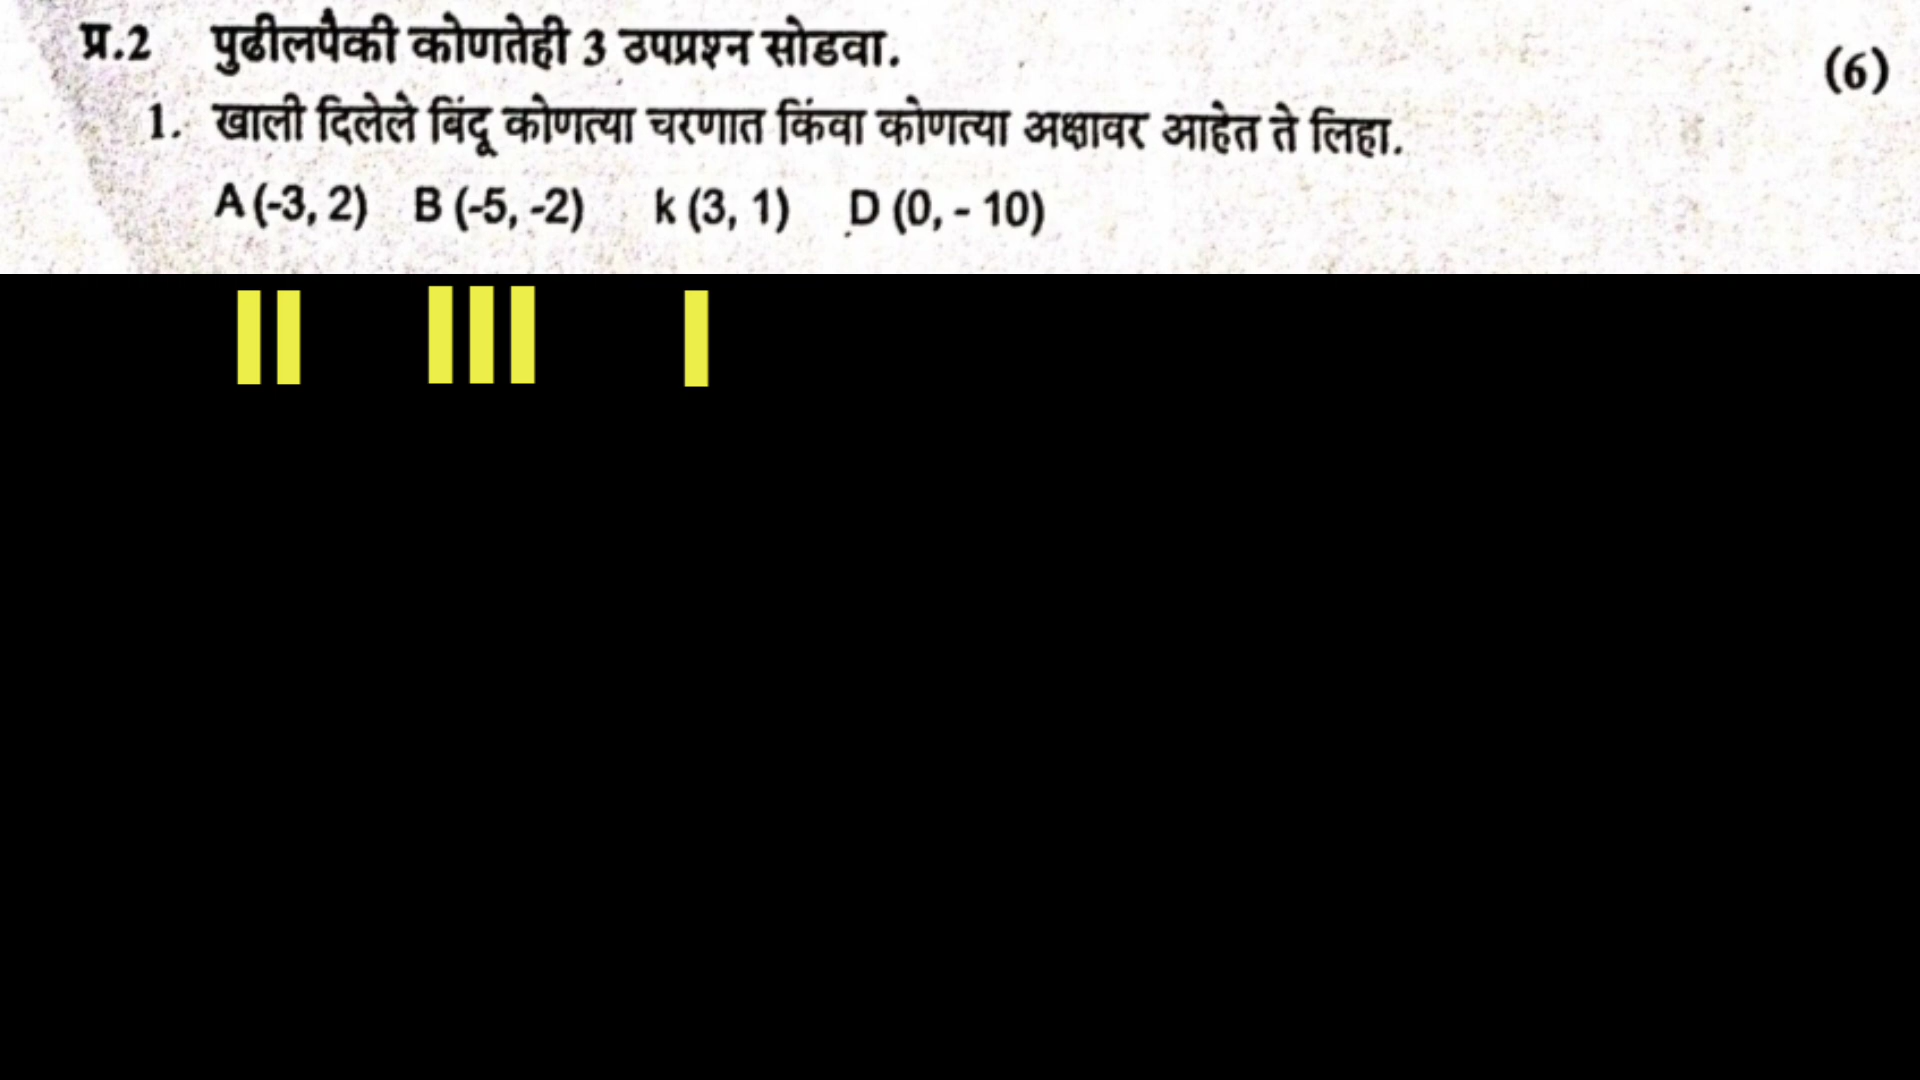 प्र.2 पुढीलपैकी कोणतेही 3 उपप्रश्न सोडवा. (6)
1. खाली दिलेले बिंदू कोणत्या चरणात किंवा कोणत्या अक्षावर आहेत ते लिहा.
A (-3, 2) B (-5, -2) k (3, 1) D (0, - 10)
II III I